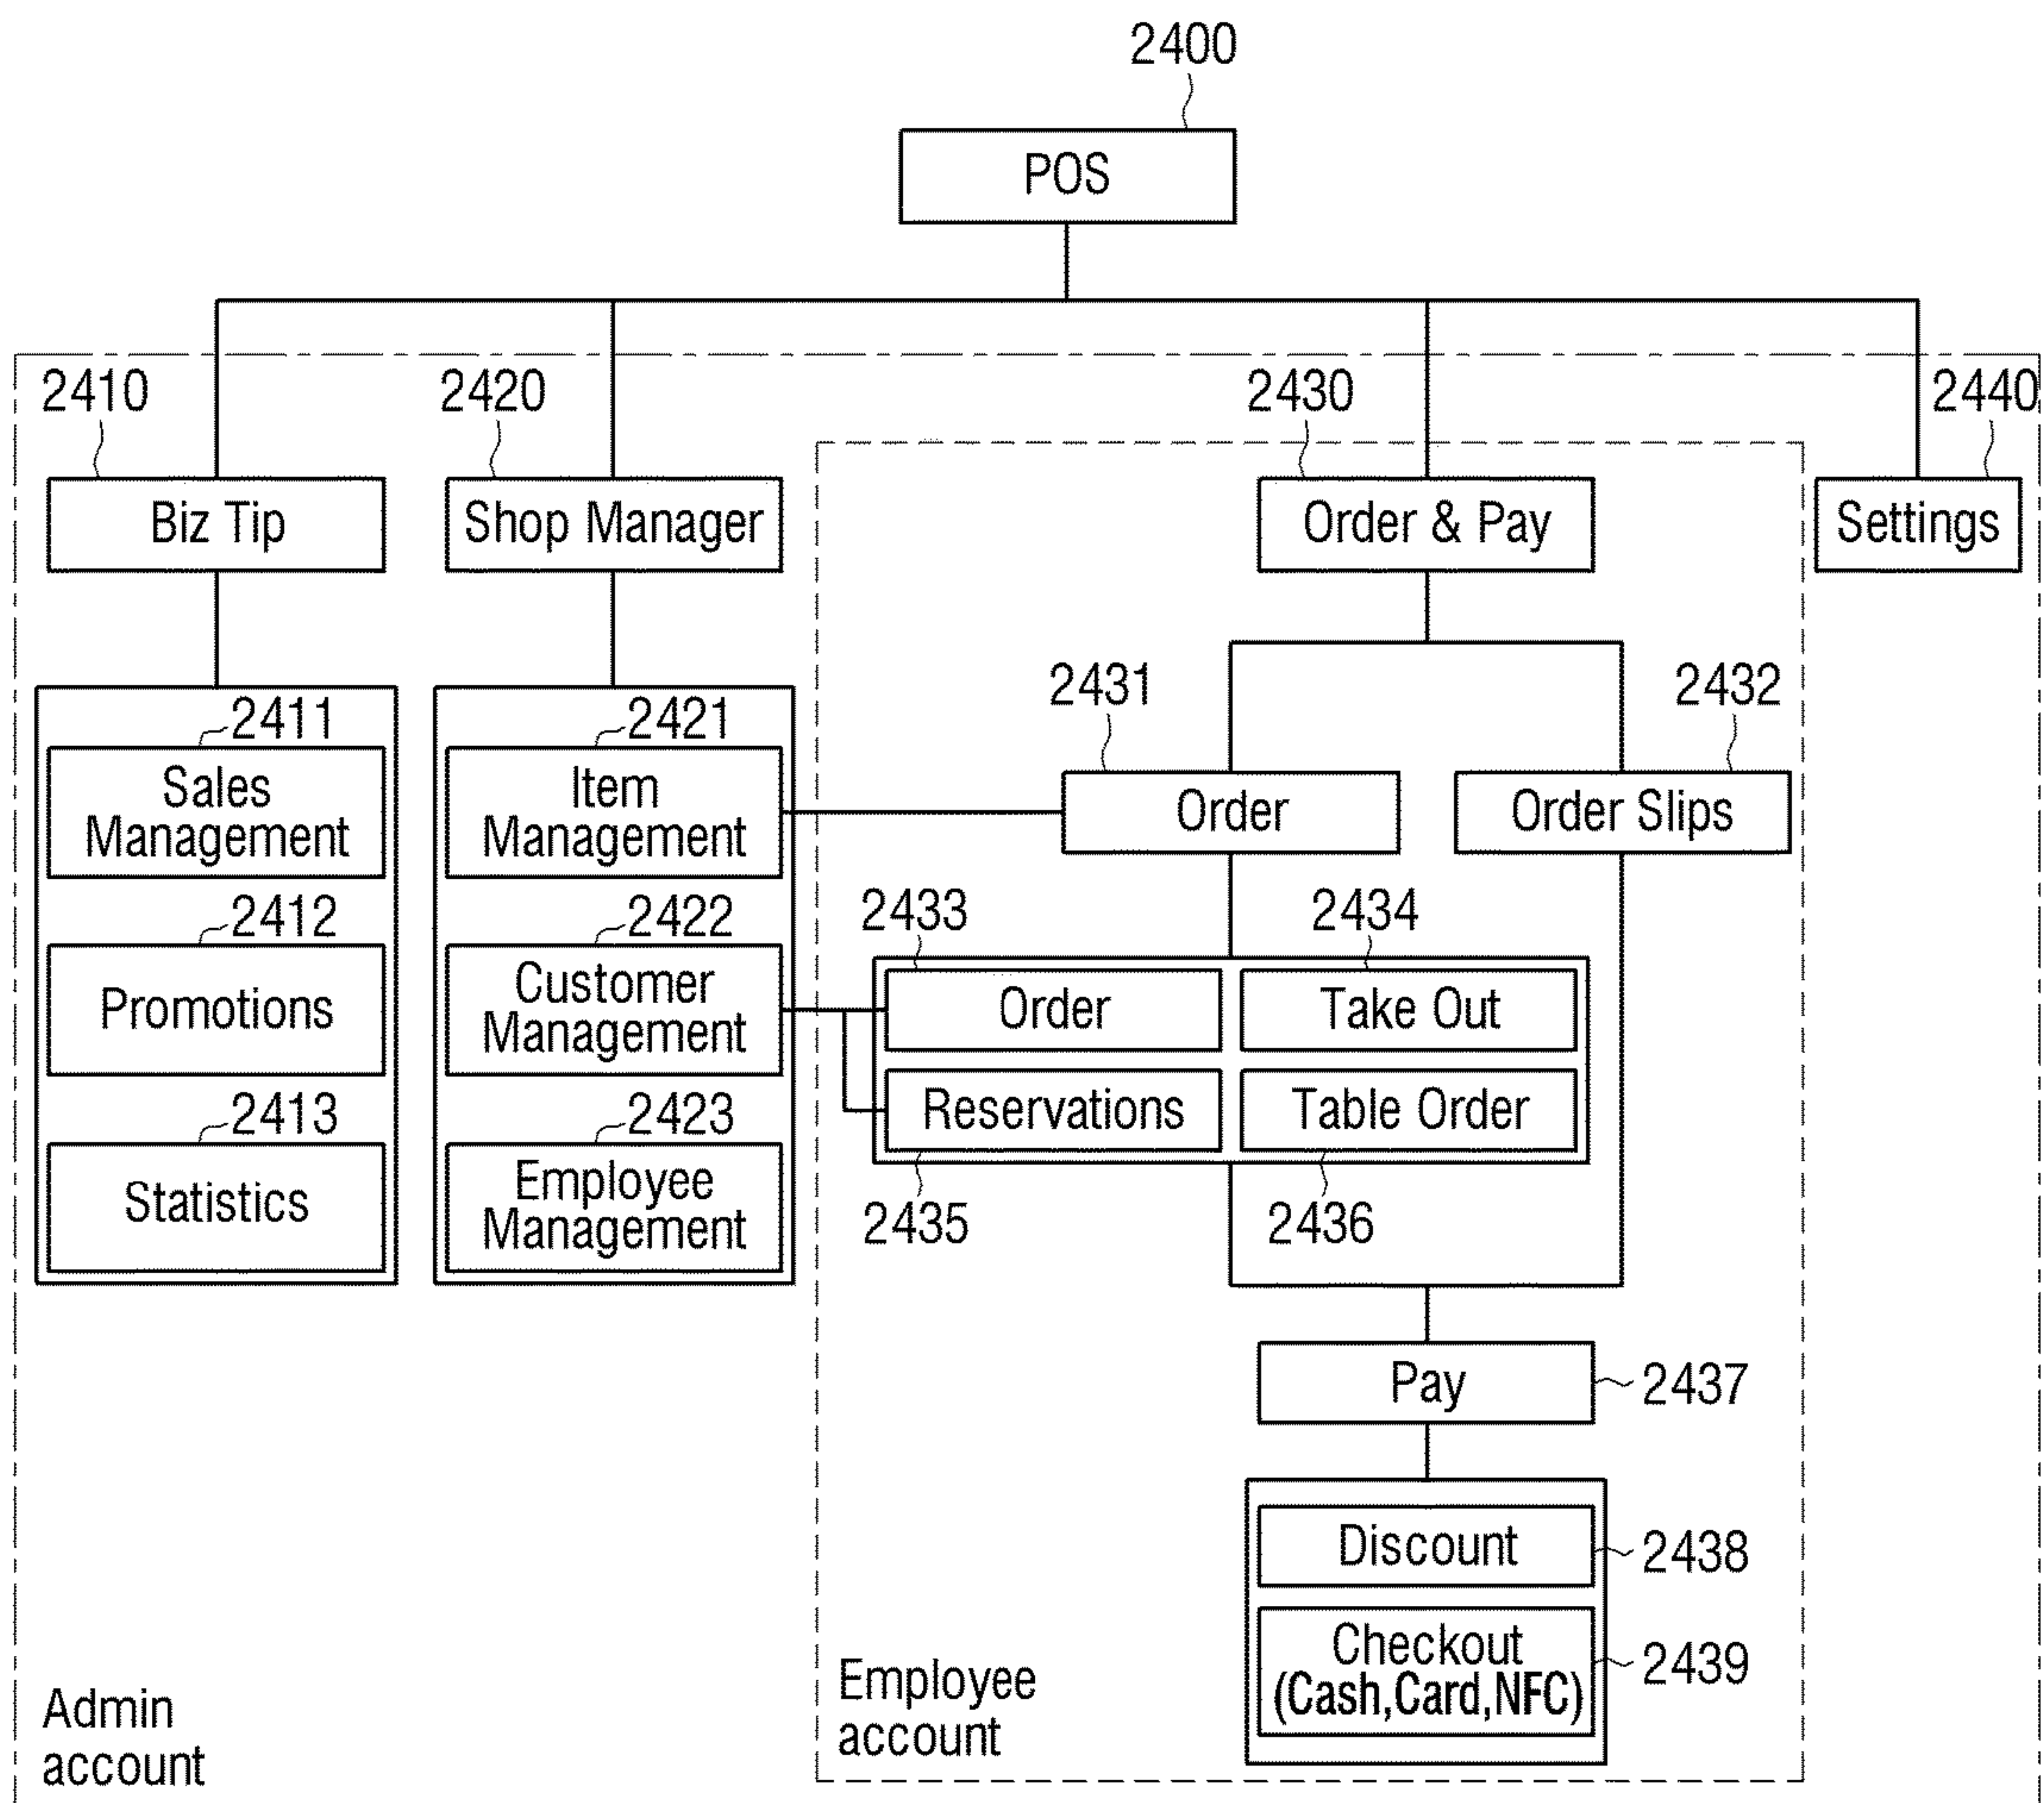 2400
POS
2410
2420
2430
2440
Biz Tip
Shop Manager
Order & Pay
Settings
2431
2432
2411
2421
Sales
Management
Item
Management
Order
Order Slips
2412
2422
2433
2434
Promotions
Customer
Management
Order
Take Out
Reservations
Table Order
2413
2423
Statistics
Employee
Management
2435
2436
Pay
2437
Discount
2438
Checkout
(Cash,Card,NFC)
2439
Employee
account
Admin
account